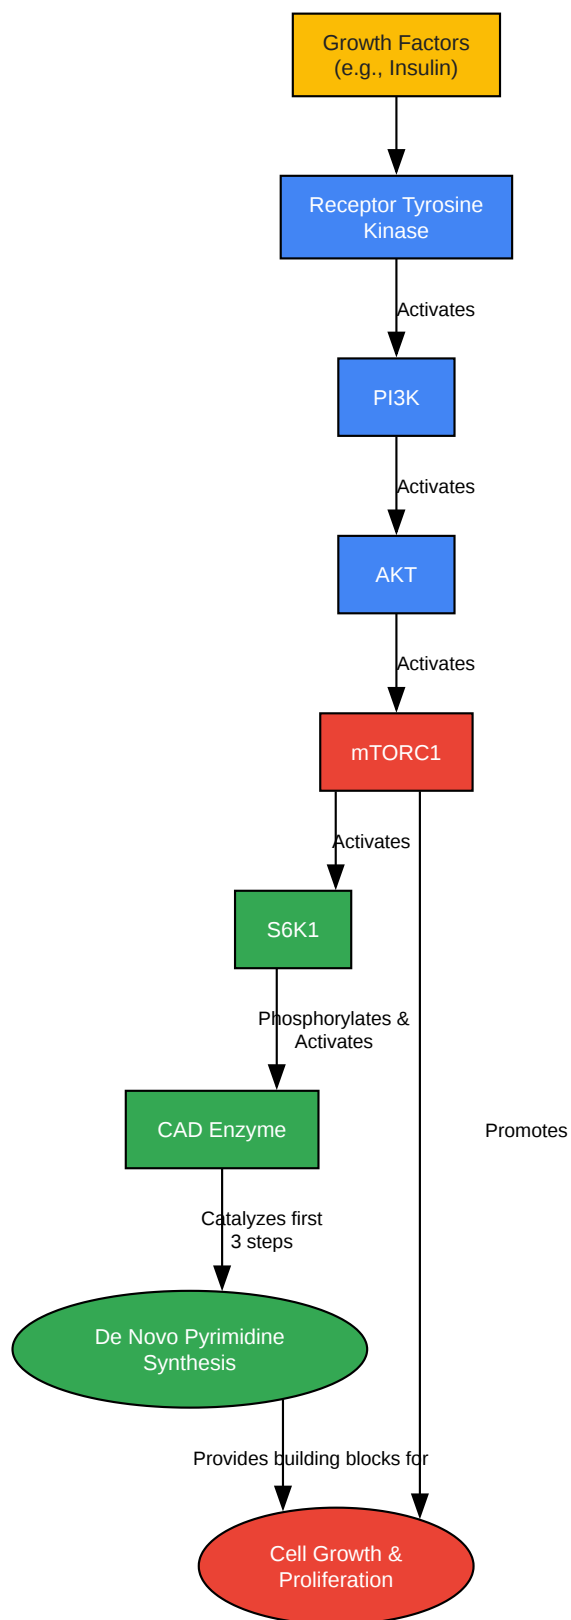 Growth Factors
(e.g., Insulin)
Receptor Tyrosine
Kinase
Activates
PI3K
Activates
AKT
Activates
mTORC1
Activates
S6K1
Phosphorylates &
Activates
CAD Enzyme
Promotes
Catalyzes first
3 steps
De Novo Pyrimidine
Synthesis
Provides building blocks for
Cell Growth &
Proliferation